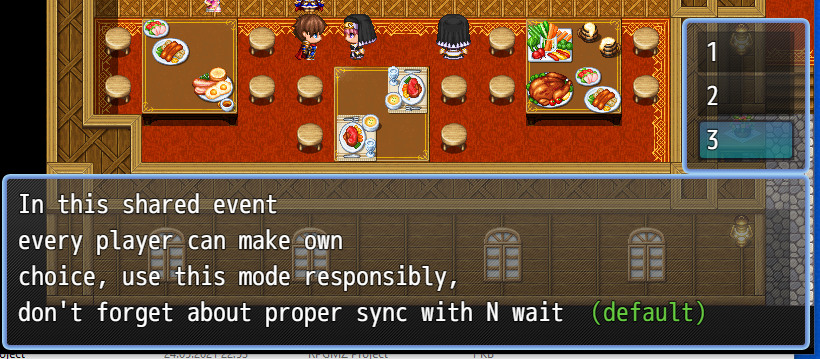 1
2
3
In this shared event
every player can make own
choice, use this mode responsibly,
don't forget about proper sync with N wait (default)